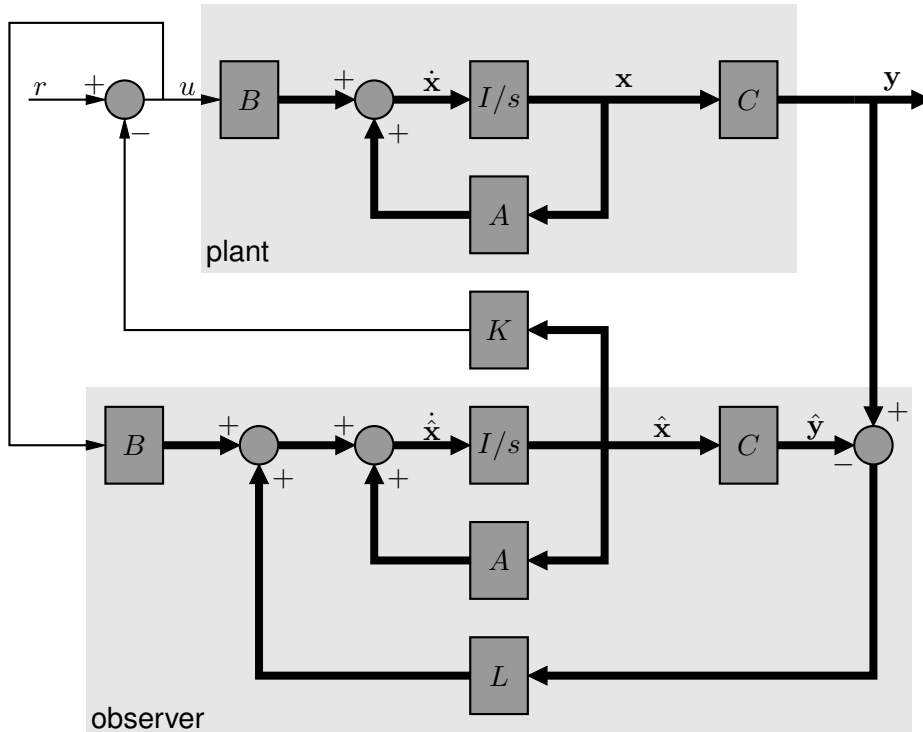 r + − u B + + ẋ I/s x C y
A
plant
K
B + + + + x̂̇ I/s x̂ C ŷ + −
A
L
observer